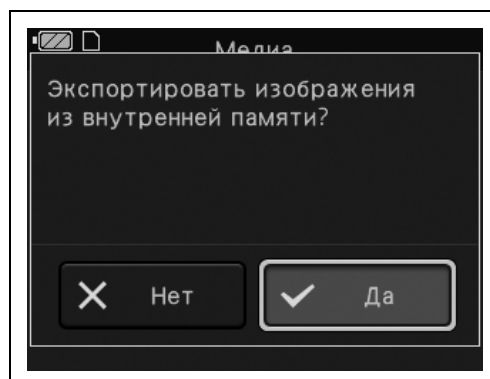 Медиа
Экспортировать изображения
из внутренней памяти?
Нет
Да